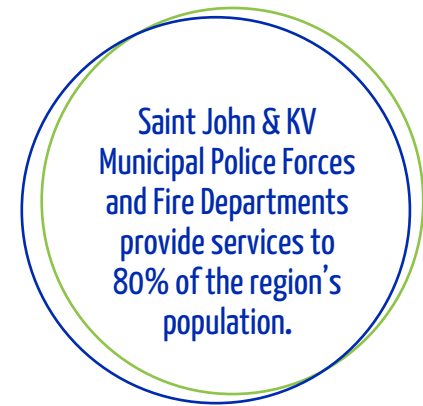 Saint John & KV
Municipal Police Forces
and Fire Departments
provide services to
80% of the region’s
population.